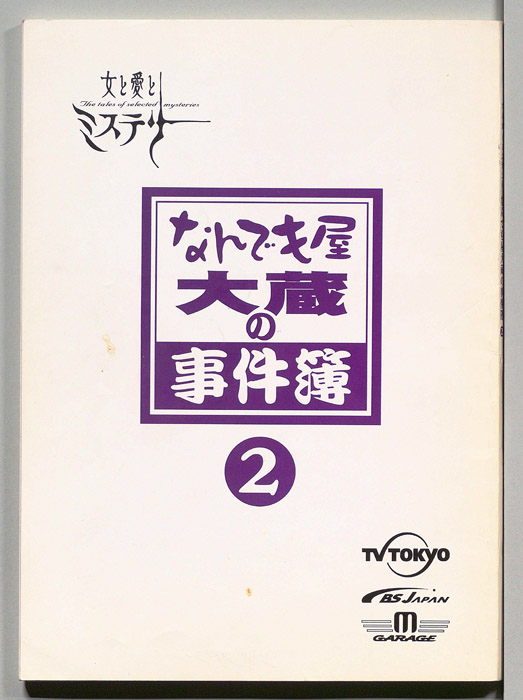 女と愛と
The tales of selected mysteries
ミステリー
なんでも屋
大蔵
の
事件簿
2
TV TOKYO
BS JAPAN
M
GARAGE